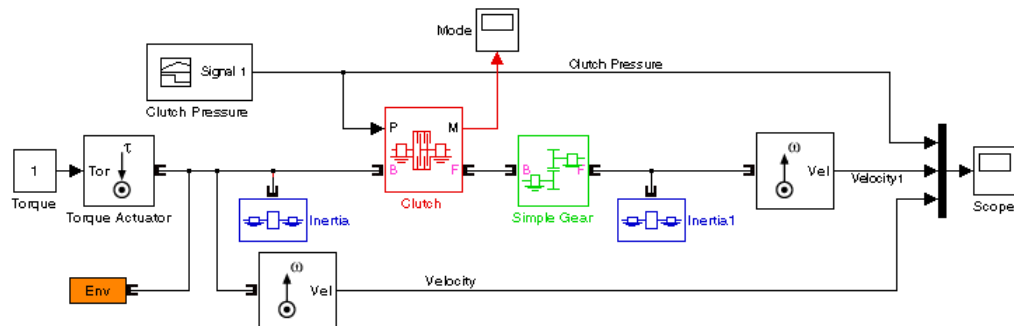 Mode
Signal 1
Clutch Pressure
Clutch Pressure
P
M
B
F
Clutch
1
Torque
Tor
τ
Torque Actuator
Inertia
B
F
Simple Gear
Inertia1
ω
Vel
Velocity1
Scope
Env
ω
Vel
Velocity